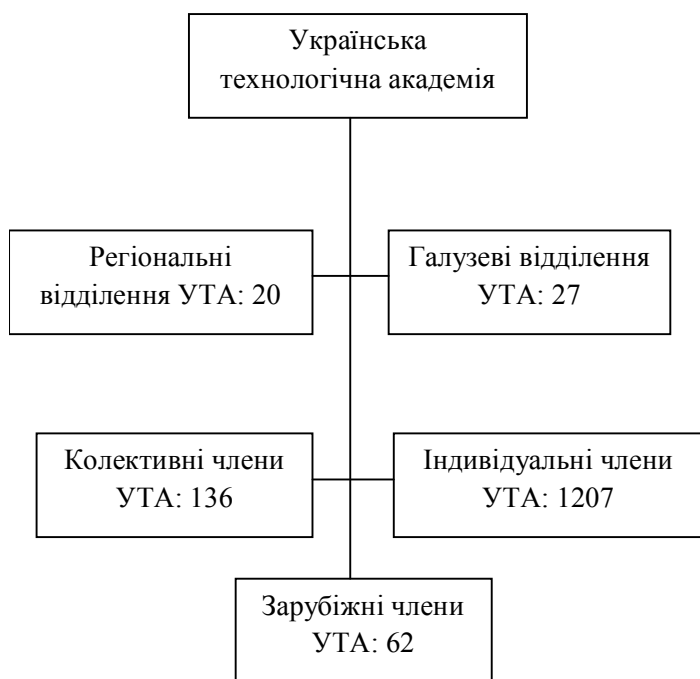 Українська
технологічна академія
Регіональні
відділення УТА: 20
Галузеві відділення
УТА: 27
Колективні члени
УТА: 136
Індивідуальні члени
УТА: 1207
Зарубіжні члени
УТА: 62